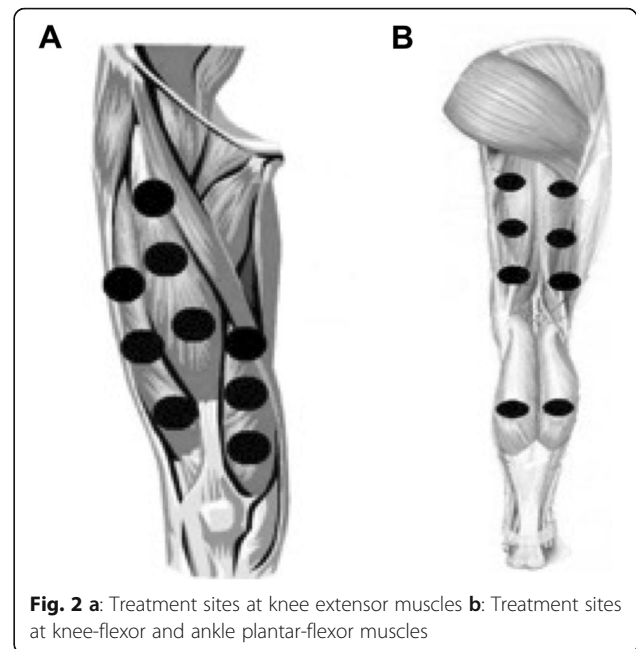 A
B
Fig. 2 a: Treatment sites at knee extensor muscles b: Treatment sites
at knee-flexor and ankle plantar-flexor muscles